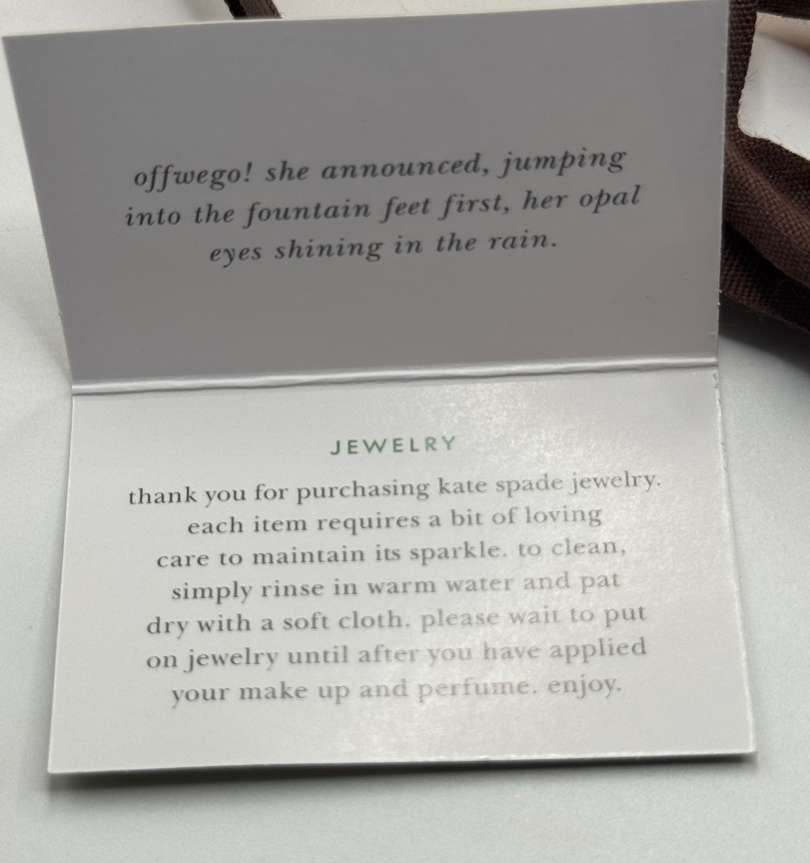 offwego! she announced, jumping
into the fountain feet first, her opal
eyes shining in the rain.
JEWELRY
thank you for purchasing kate spade jewelry.
each item requires a bit of loving
care to maintain its sparkle. to clean,
simply rinse in warm water and pat
dry with a soft cloth. please wait to put
on jewelry until after you have applied
your make up and perfume. enjoy.